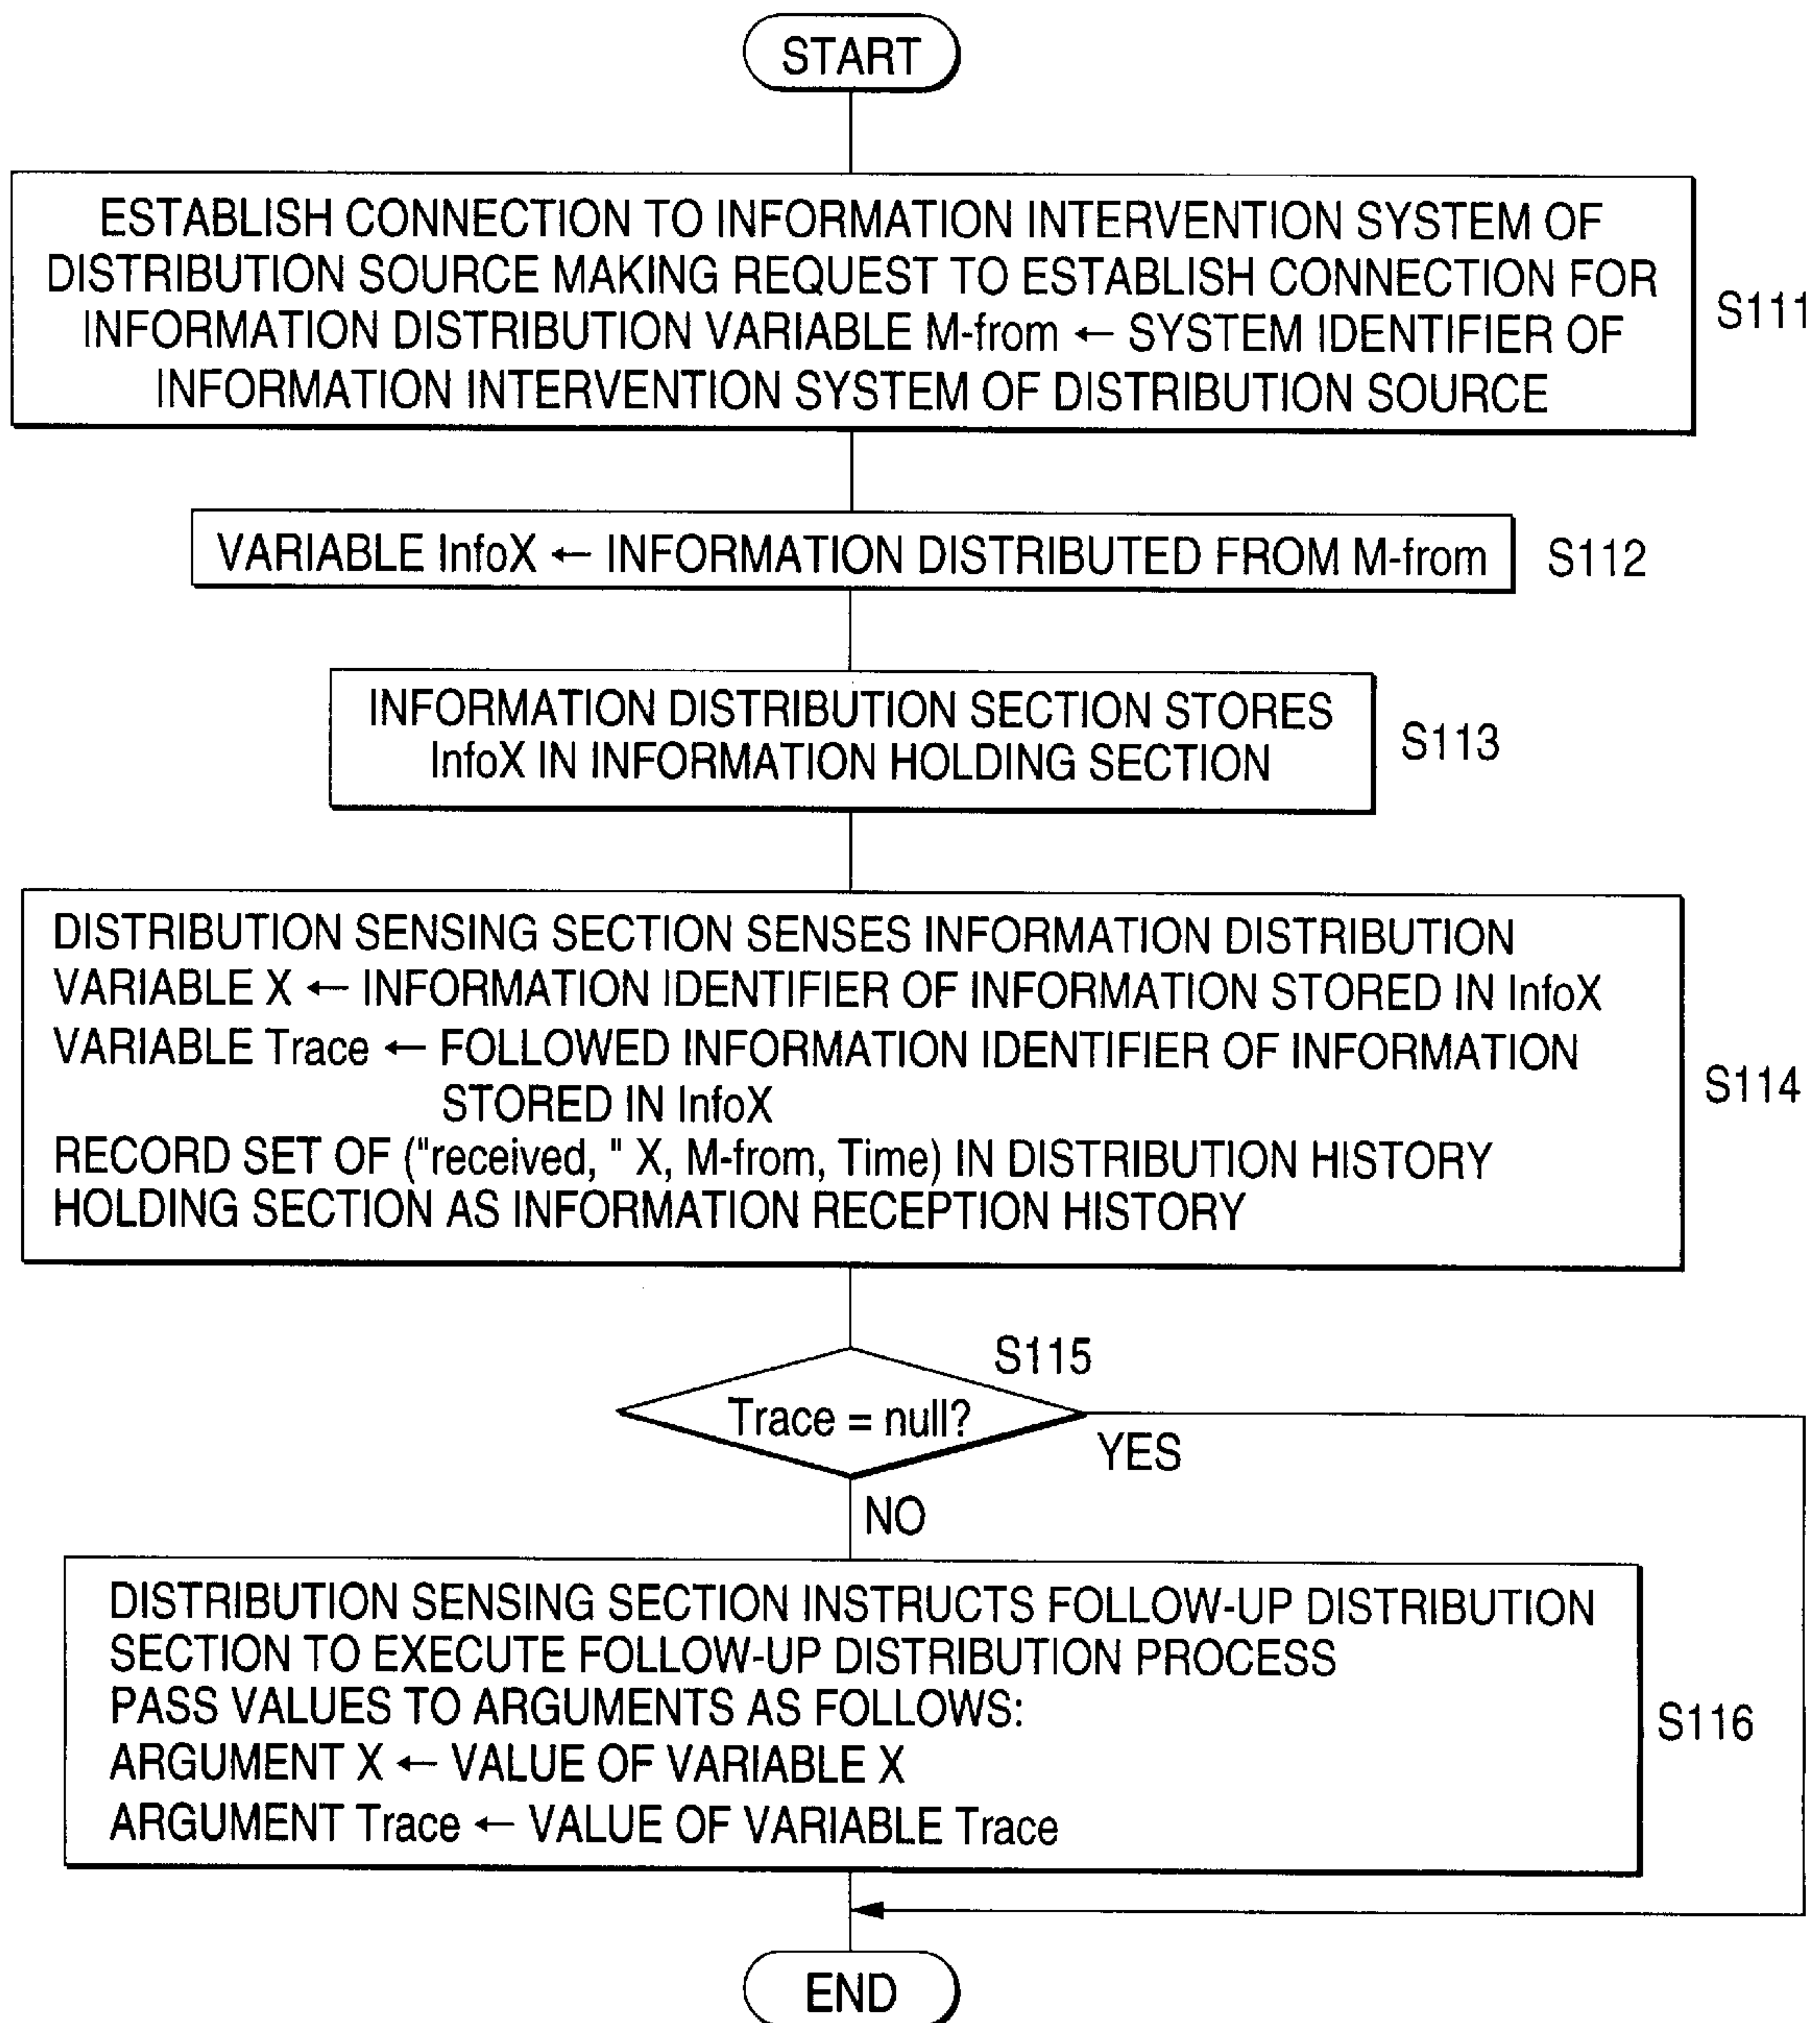 START
ESTABLISH CONNECTION TO INFORMATION INTERVENTION SYSTEM OF
DISTRIBUTION SOURCE MAKING REQUEST TO ESTABLISH CONNECTION FOR
INFORMATION DISTRIBUTION VARIABLE M-from ← SYSTEM IDENTIFIER OF
INFORMATION INTERVENTION SYSTEM OF DISTRIBUTION SOURCE
S111
VARIABLE InfoX ← INFORMATION DISTRIBUTED FROM M-from
S112
INFORMATION DISTRIBUTION SECTION STORES
InfoX IN INFORMATION HOLDING SECTION
S113
DISTRIBUTION SENSING SECTION SENSES INFORMATION DISTRIBUTION
VARIABLE X ← INFORMATION IDENTIFIER OF INFORMATION STORED IN InfoX
VARIABLE Trace ← FOLLOWED INFORMATION IDENTIFIER OF INFORMATION
STORED IN InfoX
RECORD SET OF ("received, " X, M-from, Time) IN DISTRIBUTION HISTORY
HOLDING SECTION AS INFORMATION RECEPTION HISTORY
S114
S115
Trace = null?
YES
NO
DISTRIBUTION SENSING SECTION INSTRUCTS FOLLOW-UP DISTRIBUTION
SECTION TO EXECUTE FOLLOW-UP DISTRIBUTION PROCESS
PASS VALUES TO ARGUMENTS AS FOLLOWS:
ARGUMENT X ← VALUE OF VARIABLE X
ARGUMENT Trace ← VALUE OF VARIABLE Trace
S116
END